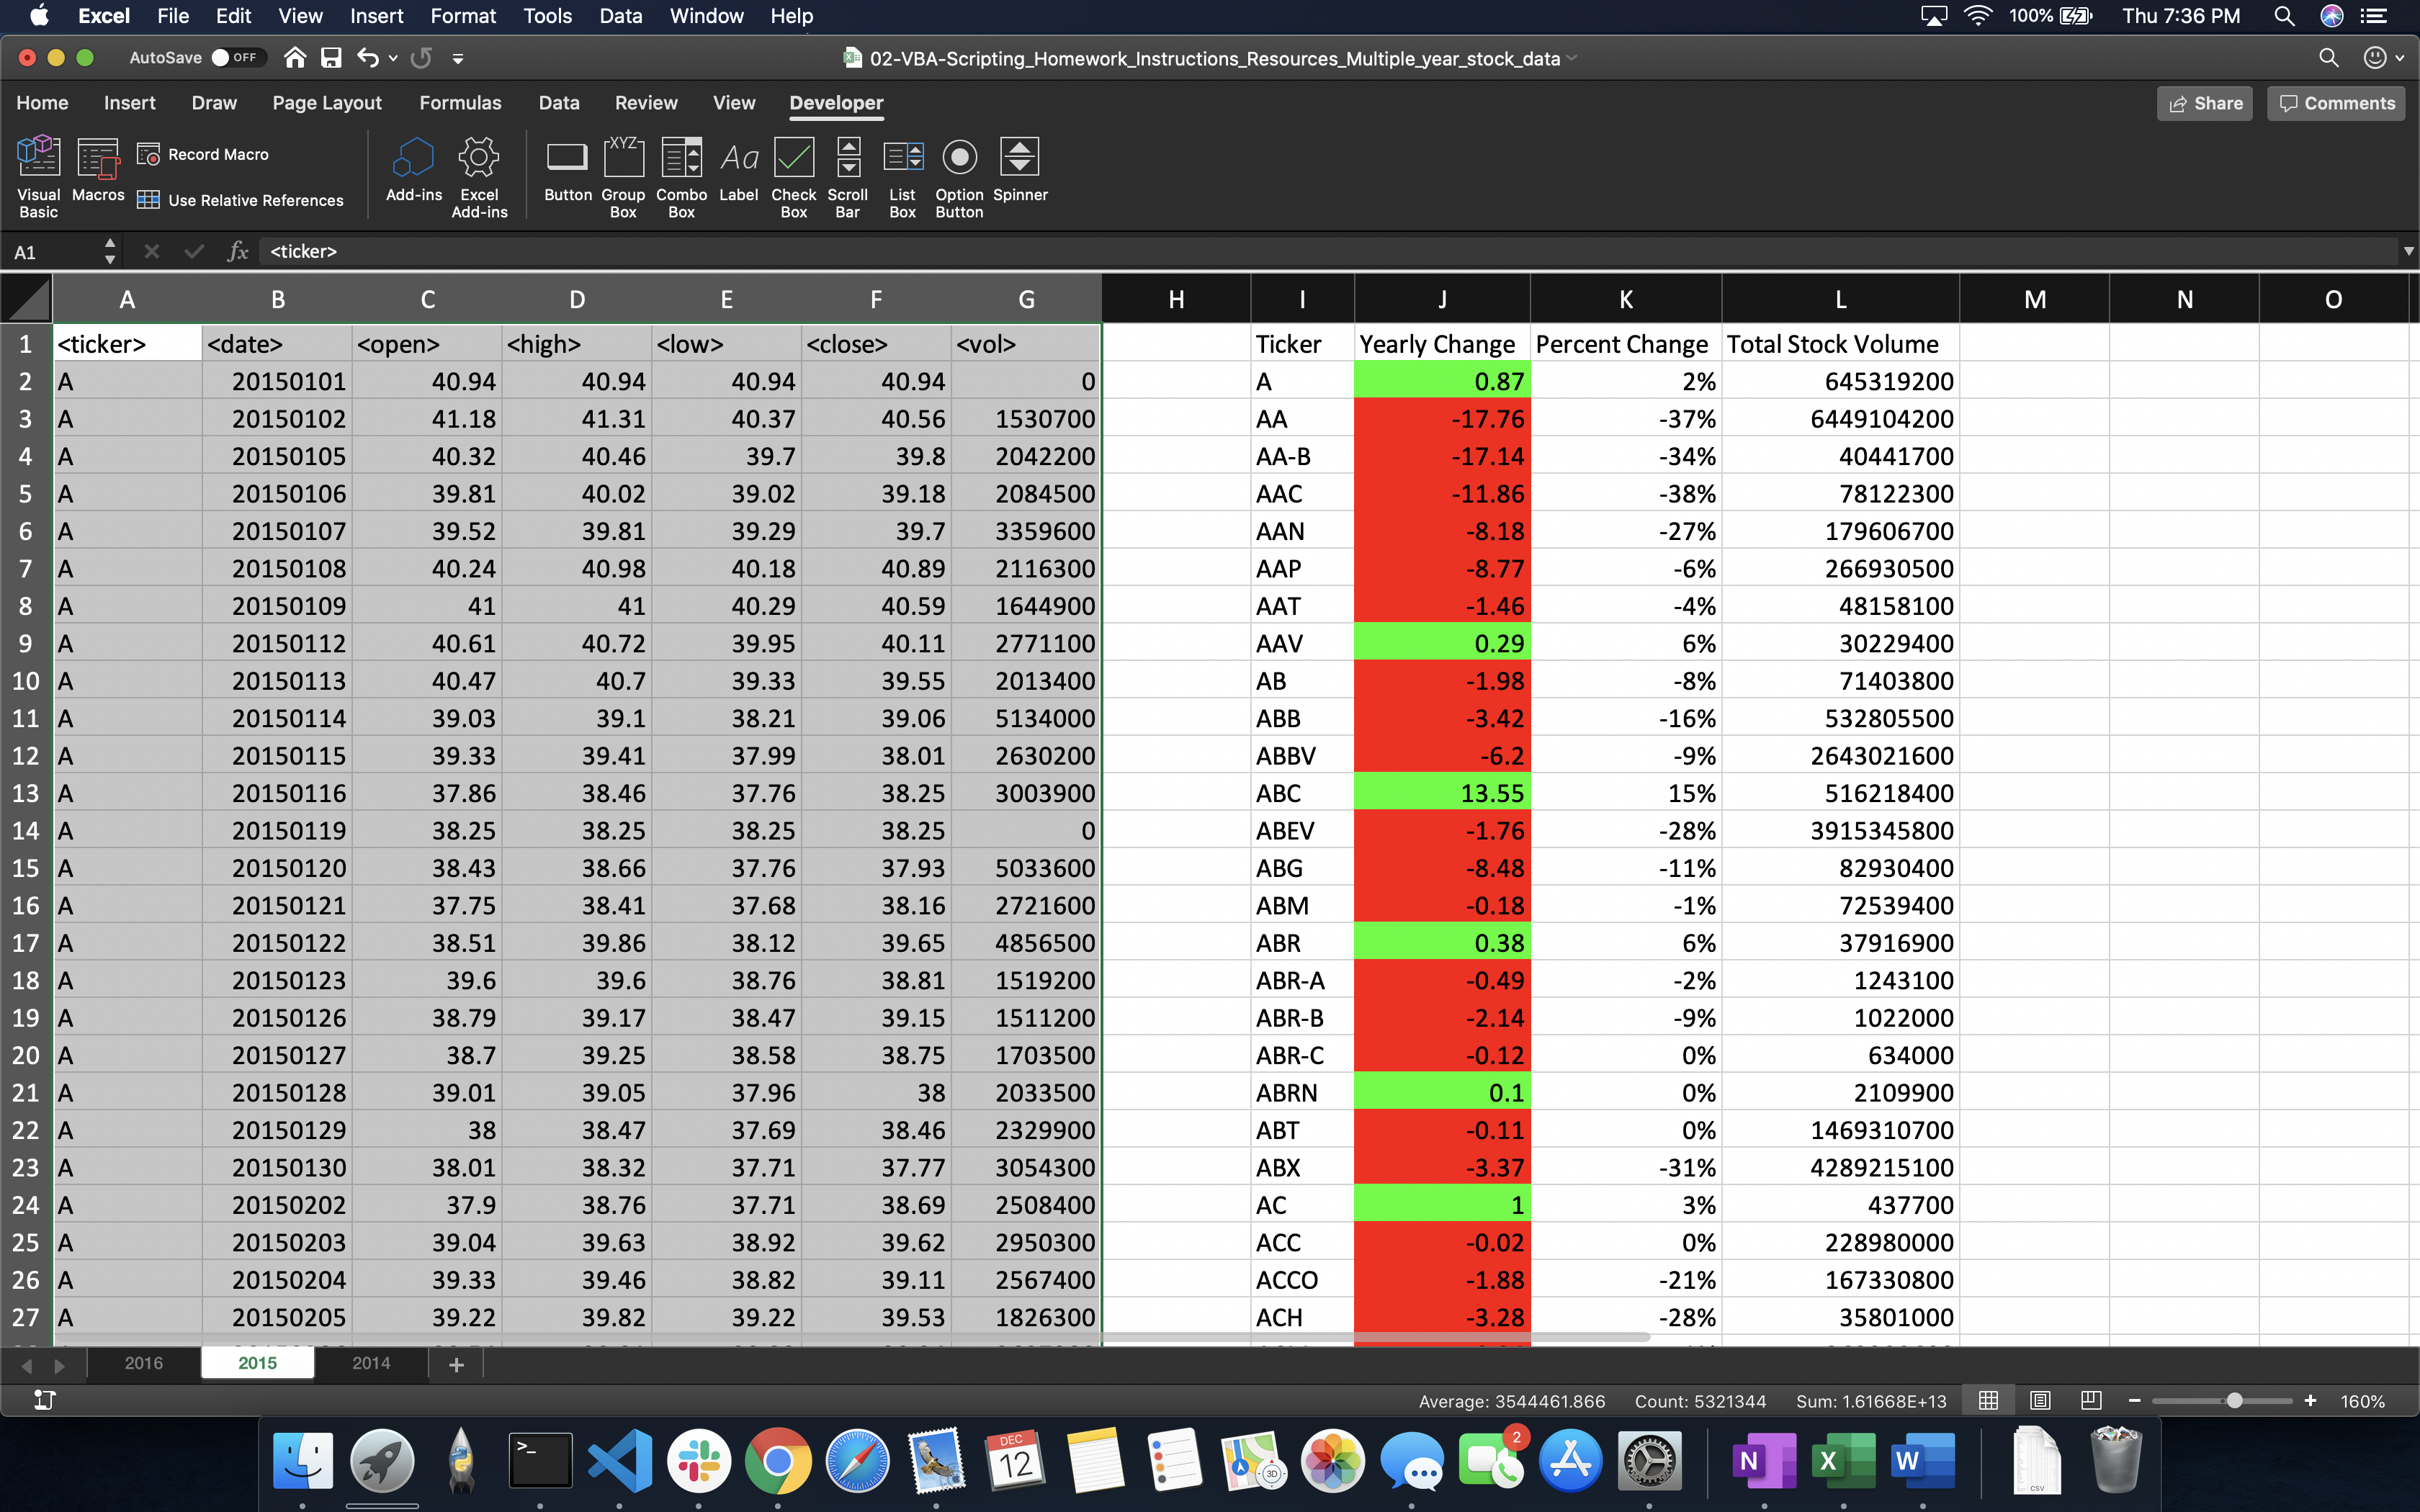 Excel File Edit View Insert Format Tools Data Window Help 100% Thu 7:36 PM
AutoSave OFF 02-VBA-Scripting_Homework_Instructions_Resources_Multiple_year_stock_data
Home Insert Draw Page Layout Formulas Data Review View Developer Share Comments
Visual Basic Macros Record Macro Use Relative References Add-ins Excel Add-ins XYZ Button Group Box Combo Box Aa Label Check Box Scroll Bar List Box Option Button Spinner
A1 fx <ticker>
A B C D E F G H I J K L M N O
1 <ticker> <date> <open> <high> <low> <close> <vol> Ticker Yearly Change Percent Change Total Stock Volume
2 A 20150101 40.94 40.94 40.94 40.94 0 A 0.87 2% 645319200
3 A 20150102 41.18 41.31 40.37 40.56 1530700 AA -17.76 -37% 6449104200
4 A 20150105 40.32 40.46 39.7 39.8 2042200 AA-B -17.14 -34% 40441700
5 A 20150106 39.81 40.02 39.02 39.18 2084500 AAC -11.86 -38% 78122300
6 A 20150107 39.52 39.81 39.29 39.7 3359600 AAN -8.18 -27% 179606700
7 A 20150108 40.24 40.98 40.18 40.89 2116300 AAP -8.77 -6% 266930500
8 A 20150109 41 41 40.29 40.59 1644900 AAT -1.46 -4% 48158100
9 A 20150112 40.61 40.72 39.95 40.11 2771100 AAV 0.29 6% 30229400
10 A 20150113 40.47 40.7 39.33 39.55 2013400 AB -1.98 -8% 71403800
11 A 20150114 39.03 39.1 38.21 39.06 5134000 ABB -3.42 -16% 532805500
12 A 20150115 39.33 39.41 37.99 38.01 2630200 ABBV -6.2 -9% 2643021600
13 A 20150116 37.86 38.46 37.76 38.25 3003900 ABC 13.55 15% 516218400
14 A 20150119 38.25 38.25 38.25 38.25 0 ABEV -1.76 -28% 3915345800
15 A 20150120 38.43 38.66 37.76 37.93 5033600 ABG -8.48 -11% 82930400
16 A 20150121 37.75 38.41 37.68 38.16 2721600 ABM -0.18 -1% 72539400
17 A 20150122 38.51 39.86 38.12 39.65 4856500 ABR 0.38 6% 37916900
18 A 20150123 39.6 39.6 38.76 38.81 1519200 ABR-A -0.49 -2% 1243100
19 A 20150126 38.79 39.17 38.47 39.15 1511200 ABR-B -2.14 -9% 1022000
20 A 20150127 38.7 39.25 38.58 38.75 1703500 ABR-C -0.12 0% 634000
21 A 20150128 39.01 39.05 37.96 38 2033500 ABRN 0.1 0% 2109900
22 A 20150129 38 38.47 37.69 38.46 2329900 ABT -0.11 0% 1469310700
23 A 20150130 38.01 38.32 37.71 37.77 3054300 ABX -3.37 -31% 4289215100
24 A 20150202 37.9 38.76 37.71 38.69 2508400 AC 1 3% 437700
25 A 20150203 39.04 39.63 38.92 39.62 2950300 ACC -0.02 0% 228980000
26 A 20150204 39.33 39.46 38.82 39.11 2567400 ACCO -1.88 -21% 167330800
27 A 20150205 39.22 39.82 39.22 39.53 1826300 ACH -3.28 -28% 35801000
2016 2015 2014 +
Average: 3544461.866 Count: 5321344 Sum: 1.61668E+13 160%
DEC 12 3D 2 N X W CSV